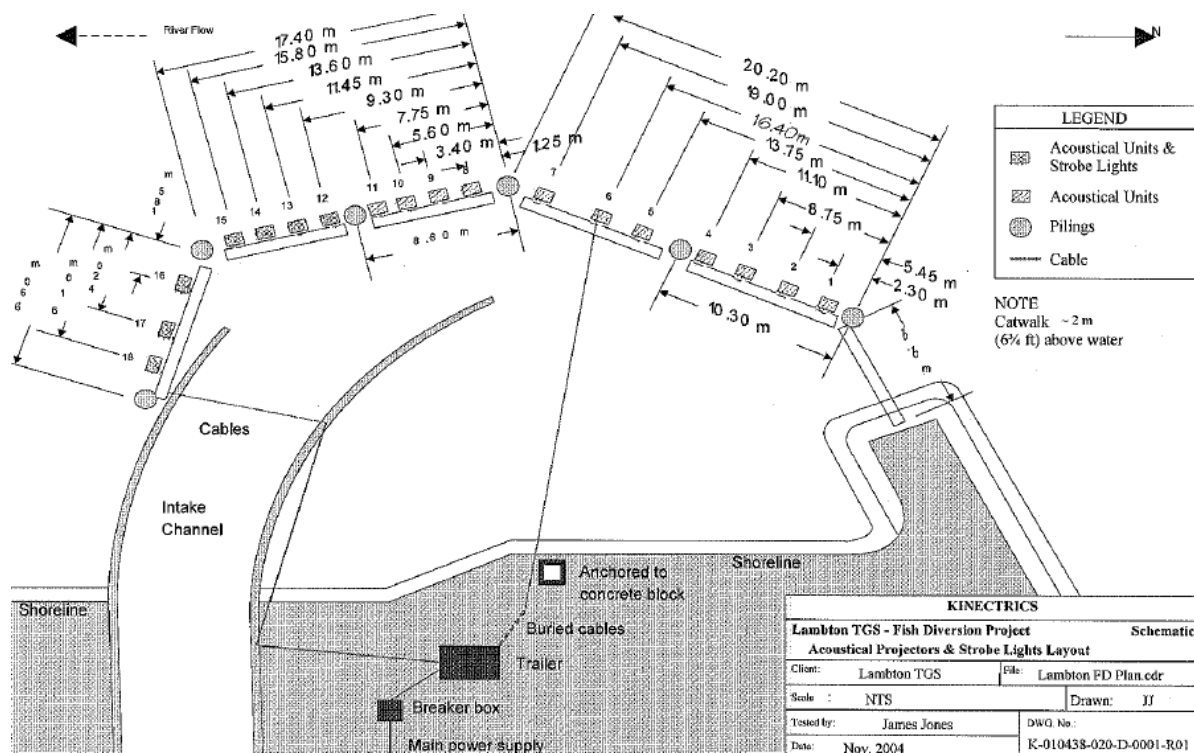 River Flow
N
17.40 m
15.80 m
13.60 m
11.45 m
9.30 m
7.75 m
5.60 m
3.40 m
1.25 m
20.20 m
19.00 m
16.40m
13.75 m
11.10 m
8.75 m
5.45 m
2.30 m
10.30 m
8.60 m
15
14
13
12
11
10
9
8
7
6
5
4
3
2
1
16
17
18
LEGEND
Acoustical Units &
Strobe Lights
Acoustical Units
Pilings
Cable
NOTE
Catwalk ~ 2 m
(6¾ ft) above water
Cables
Intake
Channel
Shoreline
Shoreline
Anchored to
concrete block
Buried cables
Trailer
Breaker box
Main power supply
KINECTRICS
Lambton TGS - Fish Diversion Project Schematic
Acoustical Projectors & Strobe Lights Layout
Client: Lambton TGS File: Lambton FD Plan.cdr
Scale : NTS Drawn: JJ
Tested by: James Jones DWG. No.:
Date: Nov. 2004 K-010438-020-D-0001-R01